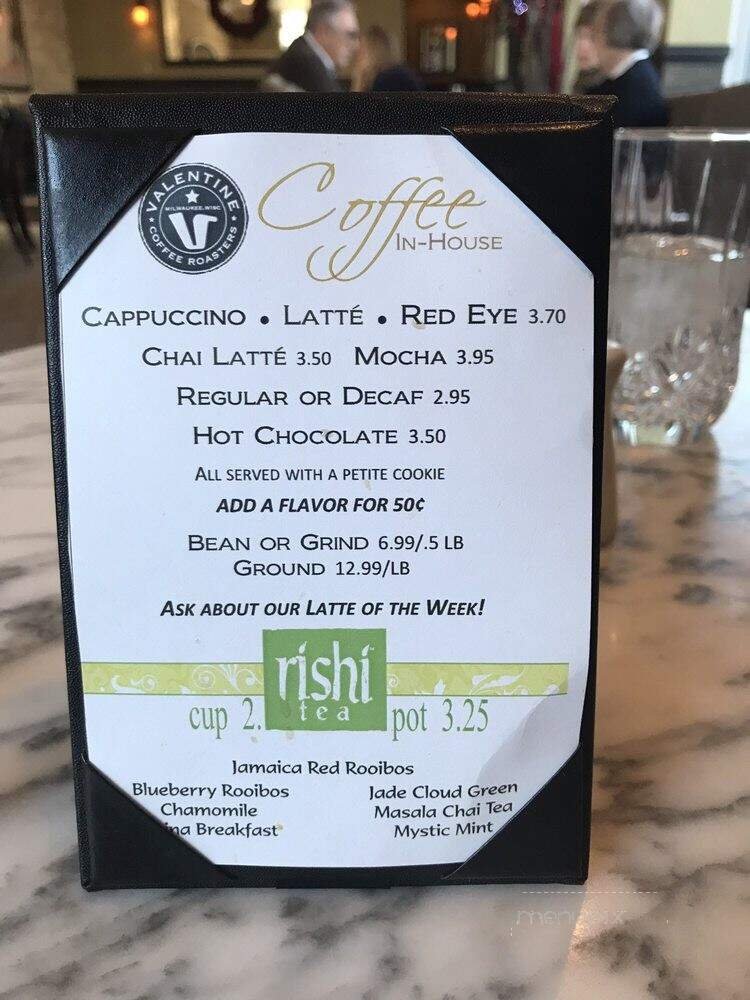 VALENTINE
MILWAUKEE, WISC
COFFEE ROASTERS
Coffee
IN-HOUSE
CAPPUCCINO • LATTÉ • RED EYE 3.70
CHAI LATTÉ 3.50 MOCHA 3.95
REGULAR OR DECAF 2.95
HOT CHOCOLATE 3.50
ALL SERVED WITH A PETITE COOKIE
ADD A FLAVOR FOR 50¢
BEAN OR GRIND 6.99/.5 LB
GROUND 12.99/LB
ASK ABOUT OUR LATTE OF THE WEEK!
rishi
tea
cup 2. pot 3.25
Jamaica Red Rooibos
Blueberry Rooibos Jade Cloud Green
Chamomile Masala Chai Tea
Breakfast Mystic Mint